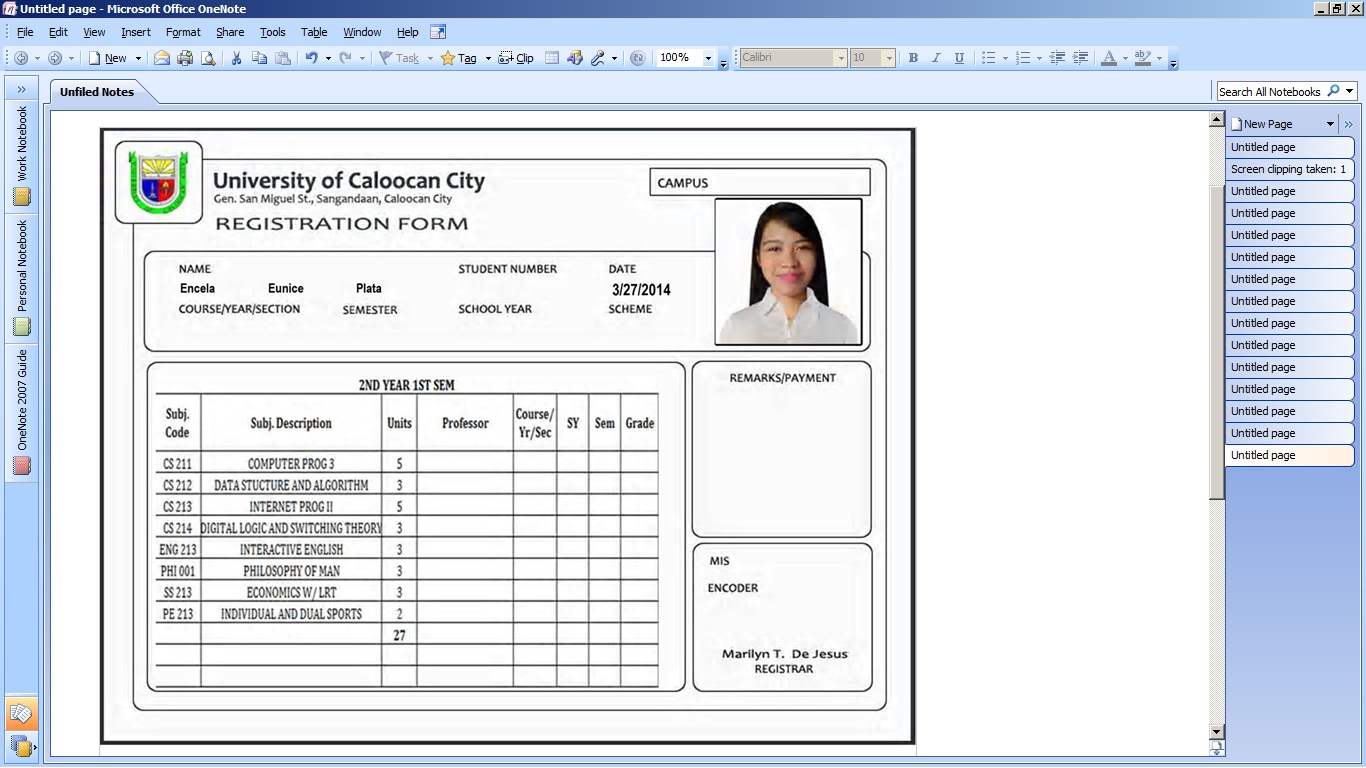 Untitled page - Microsoft Office OneNote
File Edit View Insert Format Share Tools Table Window Help
New Task Tag Clip 100% Calibri 10 B I U
Unfiled Notes
Search All Notebooks
Work Notebook
Personal Notebook
OneNote 2007 Guide
University of Caloocan City
Gen. San Miguel St., Sangandaan, Caloocan City
REGISTRATION FORM
CAMPUS
NAME STUDENT NUMBER DATE
Encela Eunice Plata 3/27/2014
COURSE/YEAR/SECTION SEMESTER SCHOOL YEAR SCHEME
2ND YEAR 1ST SEM
Subj. Code Subj. Description Units Professor Course/ Yr/Sec SY Sem Grade
CS 211 COMPUTER PROG 3 5
CS 212 DATA STUCTURE AND ALGORITHM 3
CS 213 INTERNET PROG II 5
CS 214 DIGITAL LOGIC AND SWITCHING THEORY 3
ENG 213 INTERACTIVE ENGLISH 3
PHI 001 PHILOSOPHY OF MAN 3
SS 213 ECONOMICS W/ LRT 3
PE 213 INDIVIDUAL AND DUAL SPORTS 2
27
REMARKS/PAYMENT
MIS
ENCODER
Marilyn T. De Jesus
REGISTRAR
New Page
Untitled page
Screen clipping taken: 1
Untitled page
Untitled page
Untitled page
Untitled page
Untitled page
Untitled page
Untitled page
Untitled page
Untitled page
Untitled page
Untitled page
Untitled page
Untitled page